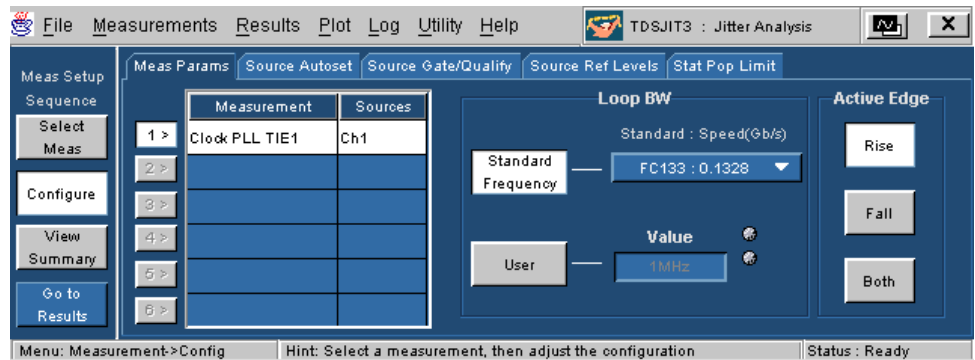 File Measurements Results Plot Log Utility Help TDSJIT3 : Jitter Analysis X
Meas Setup
Sequence
Select
Meas
Configure
View
Summary
Go to
Results
Meas Params Source Autoset Source Gate/Qualify Source Ref Levels Stat Pop Limit
Measurement Sources
1 > Clock PLL TIE1 Ch1
2 >
3 >
4 >
5 >
6 >
Loop BW
Standard : Speed(Gb/s)
Standard
Frequency
FC133 : 0.1328
User
Value
1MHz
Active Edge
Rise
Fall
Both
Menu: Measurement->Config Hint: Select a measurement, then adjust the configuration Status : Ready